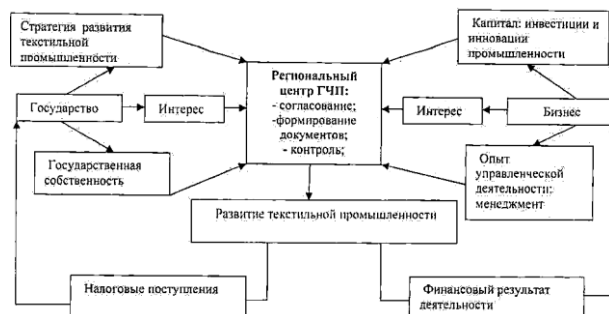 Стратегия развития
текстильной
промышленности
Капитал: инвестиции и
инновации
промышленности
Региональный
центр ГЧП:
- согласование;
-формирование
документов;
- контроль;
Государство
Интерес
Интерес
Бизнес
Государственная
собственность
Опыт
управленческой
деятельности:
менеджмент
Развитие текстильной промышленности
Налоговые поступления
Финансовый результат
деятельности